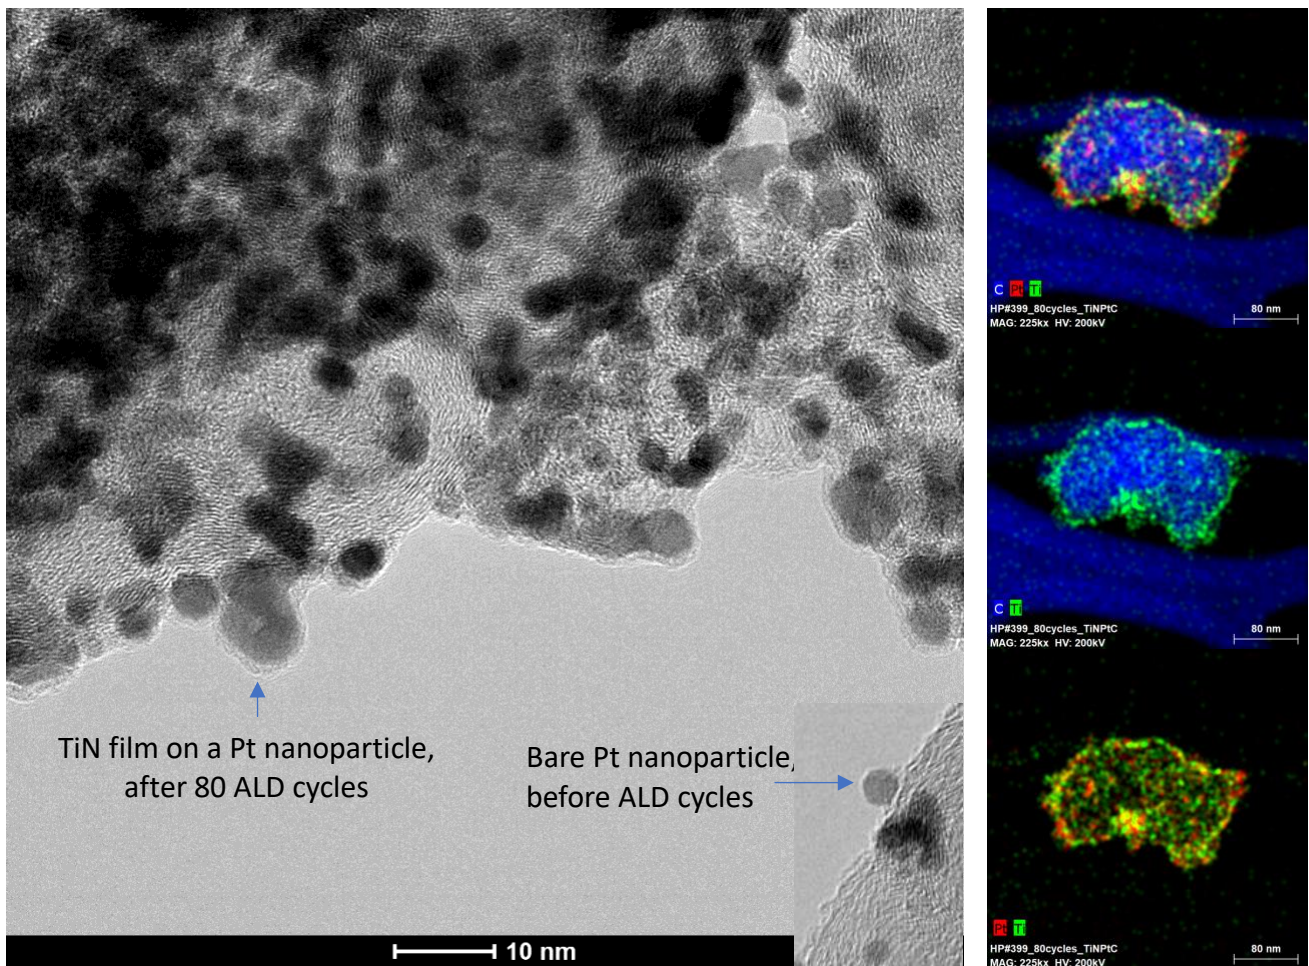 TiN film on a Pt nanoparticle,
after 80 ALD cycles
Bare Pt nanoparticle,
before ALD cycles
10 nm
C Pt Ti
HP#399_80cycles_TiNPtC
MAG: 225kx HV: 200kV
80 nm
C Ti
HP#399_80cycles_TiNPtC
MAG: 225kx HV: 200kV
80 nm
Pt Ti
HP#399_80cycles_TiNPtC
MAG: 225kx HV: 200kV
80 nm